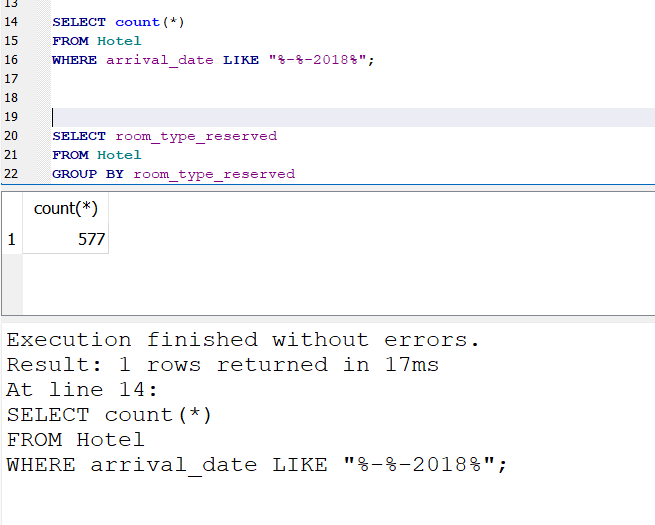 13
14 SELECT count(*)
15 FROM Hotel
16 WHERE arrival_date LIKE "%-%-2018%";
17
18
19
20 SELECT room_type_reserved
21 FROM Hotel
22 GROUP BY room_type_reserved
count(*)
1 577
Execution finished without errors.
Result: 1 rows returned in 17ms
At line 14:
SELECT count(*)
FROM Hotel
WHERE arrival_date LIKE "%-%-2018%";